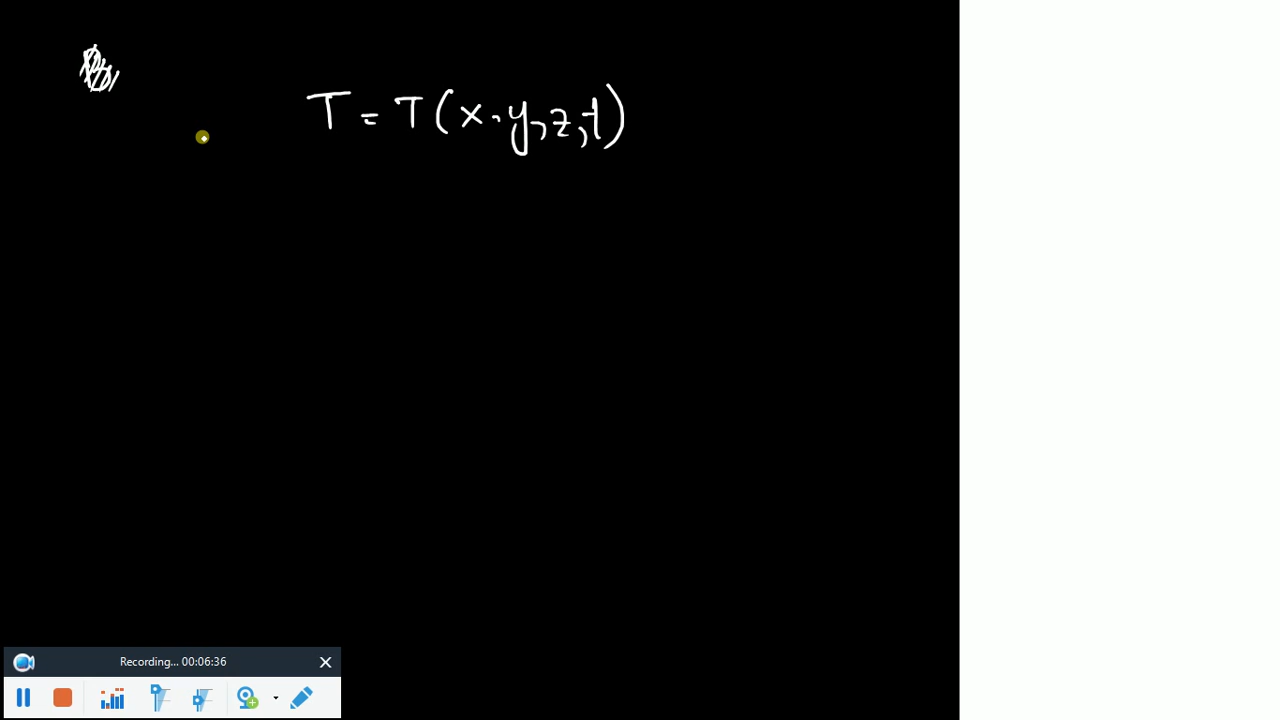 T = T(x, y, z, t)
Recording... 00:06:36